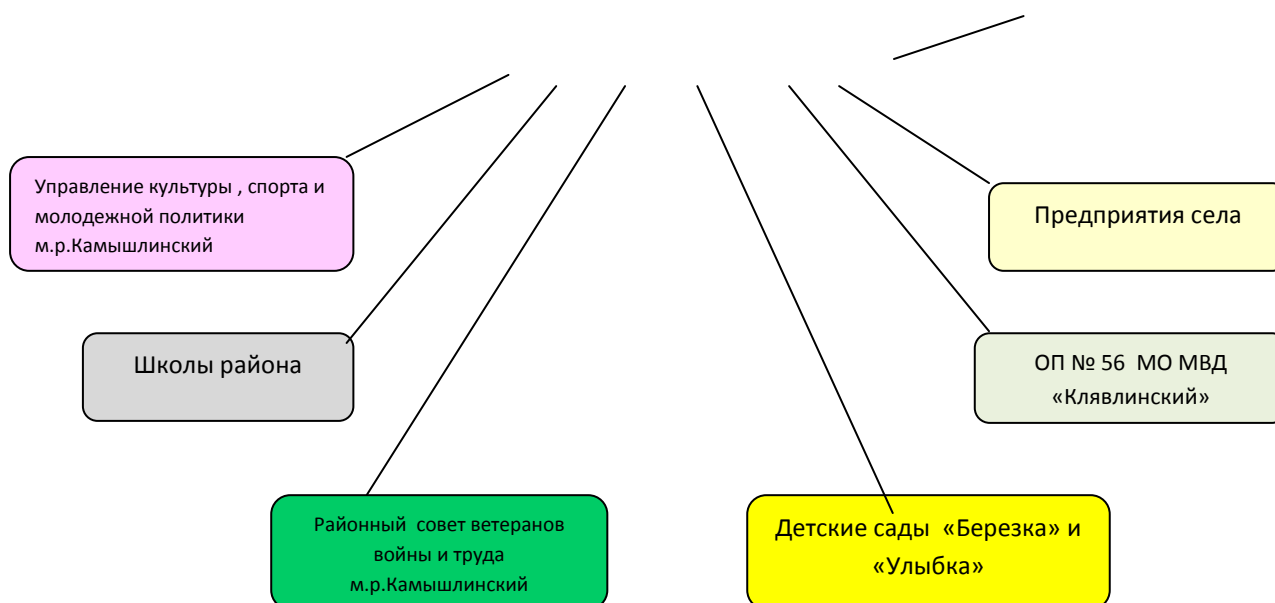 Управление культуры , спорта и
молодежной политики
м.р.Камышлинский
Предприятия села
Школы района
ОП № 56 МО МВД
«Клявлинский»
Районный совет ветеранов
войны и труда
м.р.Камышлинский
Детские сады «Березка» и
«Улыбка»